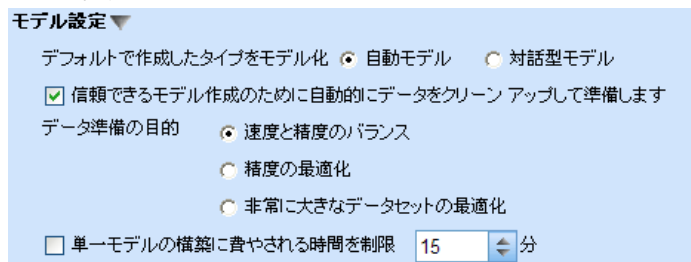 モデル設定▼
デフォルトで作成したタイプをモデル化 自動モデル 対話型モデル
信頼できるモデル作成のために自動的にデータをクリーン アップして準備します
データ準備の目的 速度と精度のバランス
精度の最適化
非常に大きなデータセットの最適化
単一モデルの構築に費やされる時間を制限 15 分